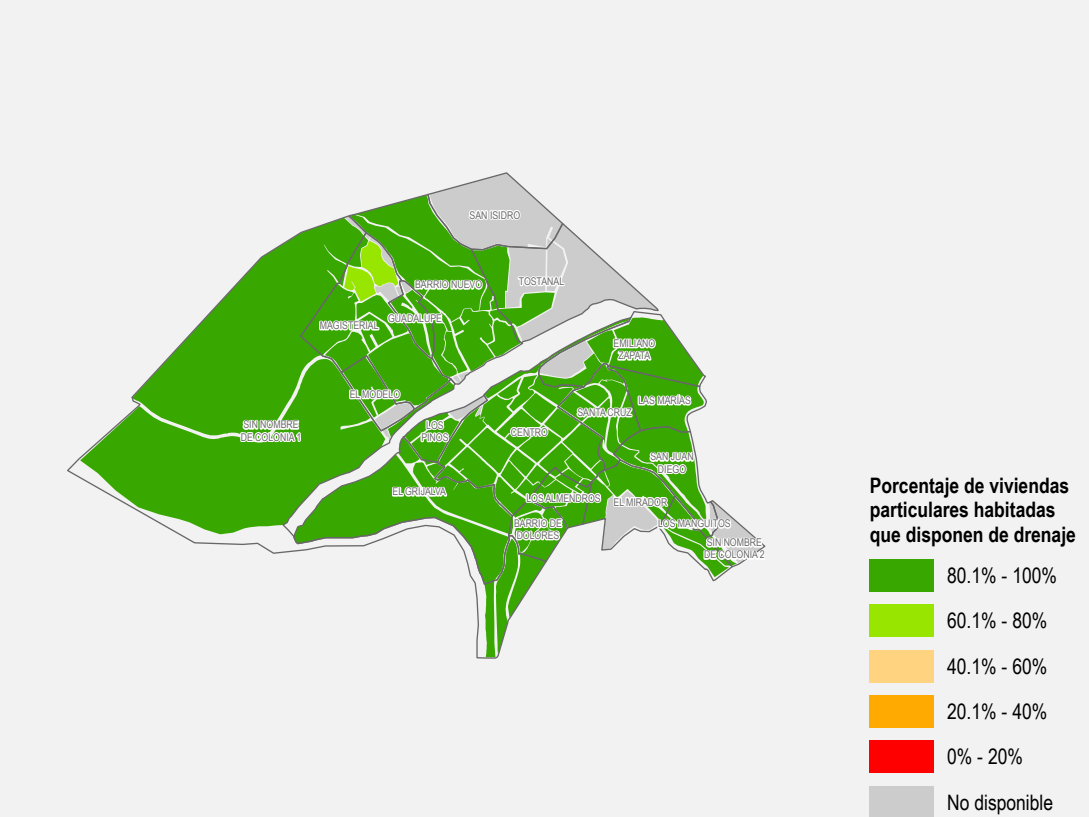 SAN ISIDRO
TOSTANAL
BARRIO NUEVO
GUADALUPE
MAGISTERIAL
EMILIANO
ZAPATA
EL MODELO
LAS MARÍAS
SANTA CRUZ
SIN NOMBRE
DE COLONIA 1
LOS
PINOS
CENTRO
SAN JUAN
DIEGO
EL GRIJALVA
LOS ALMENDROS
EL MIRADOR
BARRIO DE
DOLORES
LOS MANGUITOS
SIN NOMBRE
DE COLONIA 2
Porcentaje de viviendas
particulares habitadas
que disponen de drenaje
80.1% - 100%
60.1% - 80%
40.1% - 60%
20.1% - 40%
0% - 20%
No disponible